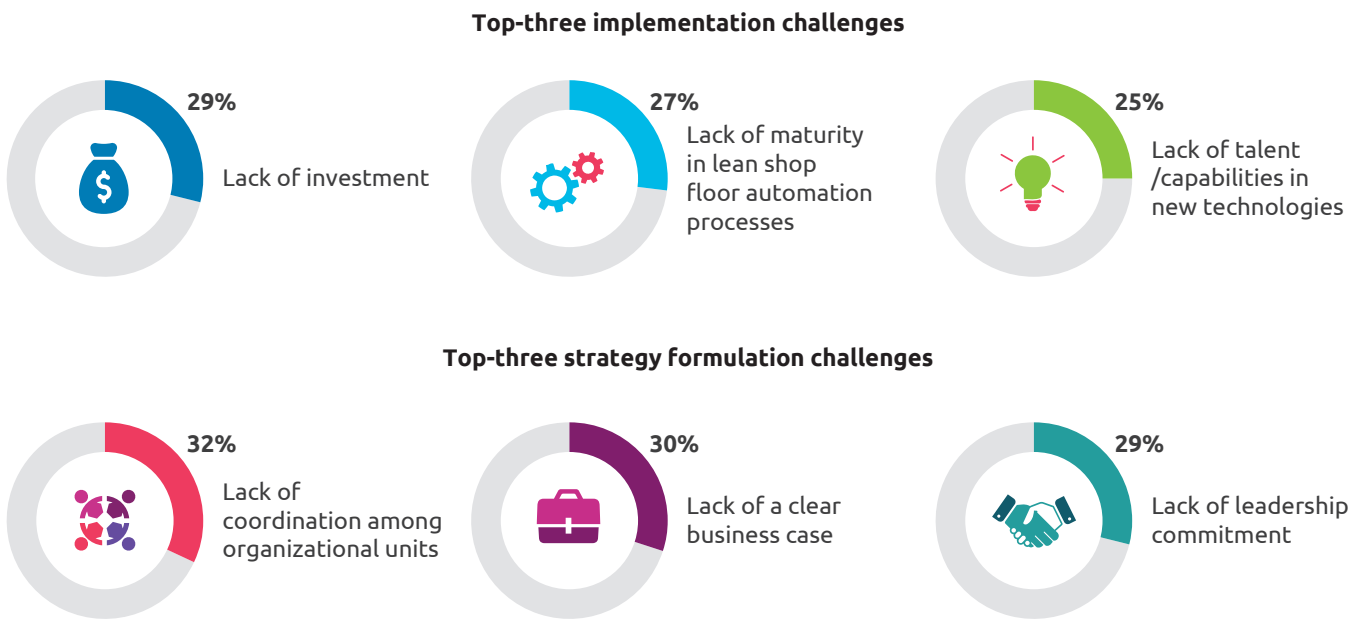 Top-three implementation challenges
29%
Lack of investment
27%
Lack of maturity
in lean shop
floor automation
processes
25%
Lack of talent
/capabilities in
new technologies
$
Top-three strategy formulation challenges
32%
Lack of
coordination among
organizational units
30%
Lack of a clear
business case
29%
Lack of leadership
commitment